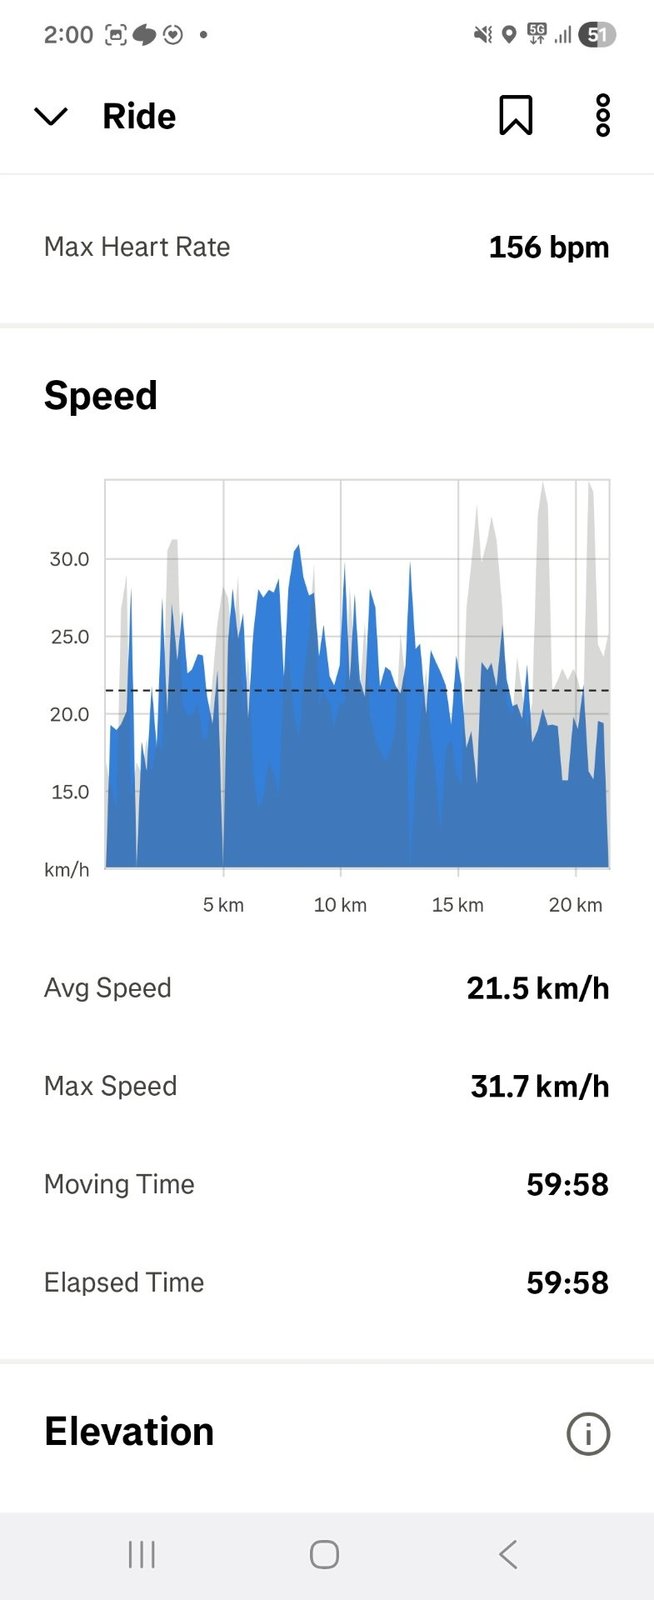 2:00 5G 51
Ride
Max Heart Rate 156 bpm
Speed
30.0
25.0
20.0
15.0
km/h
5 km 10 km 15 km 20 km
Avg Speed 21.5 km/h
Max Speed 31.7 km/h
Moving Time 59:58
Elapsed Time 59:58
Elevation